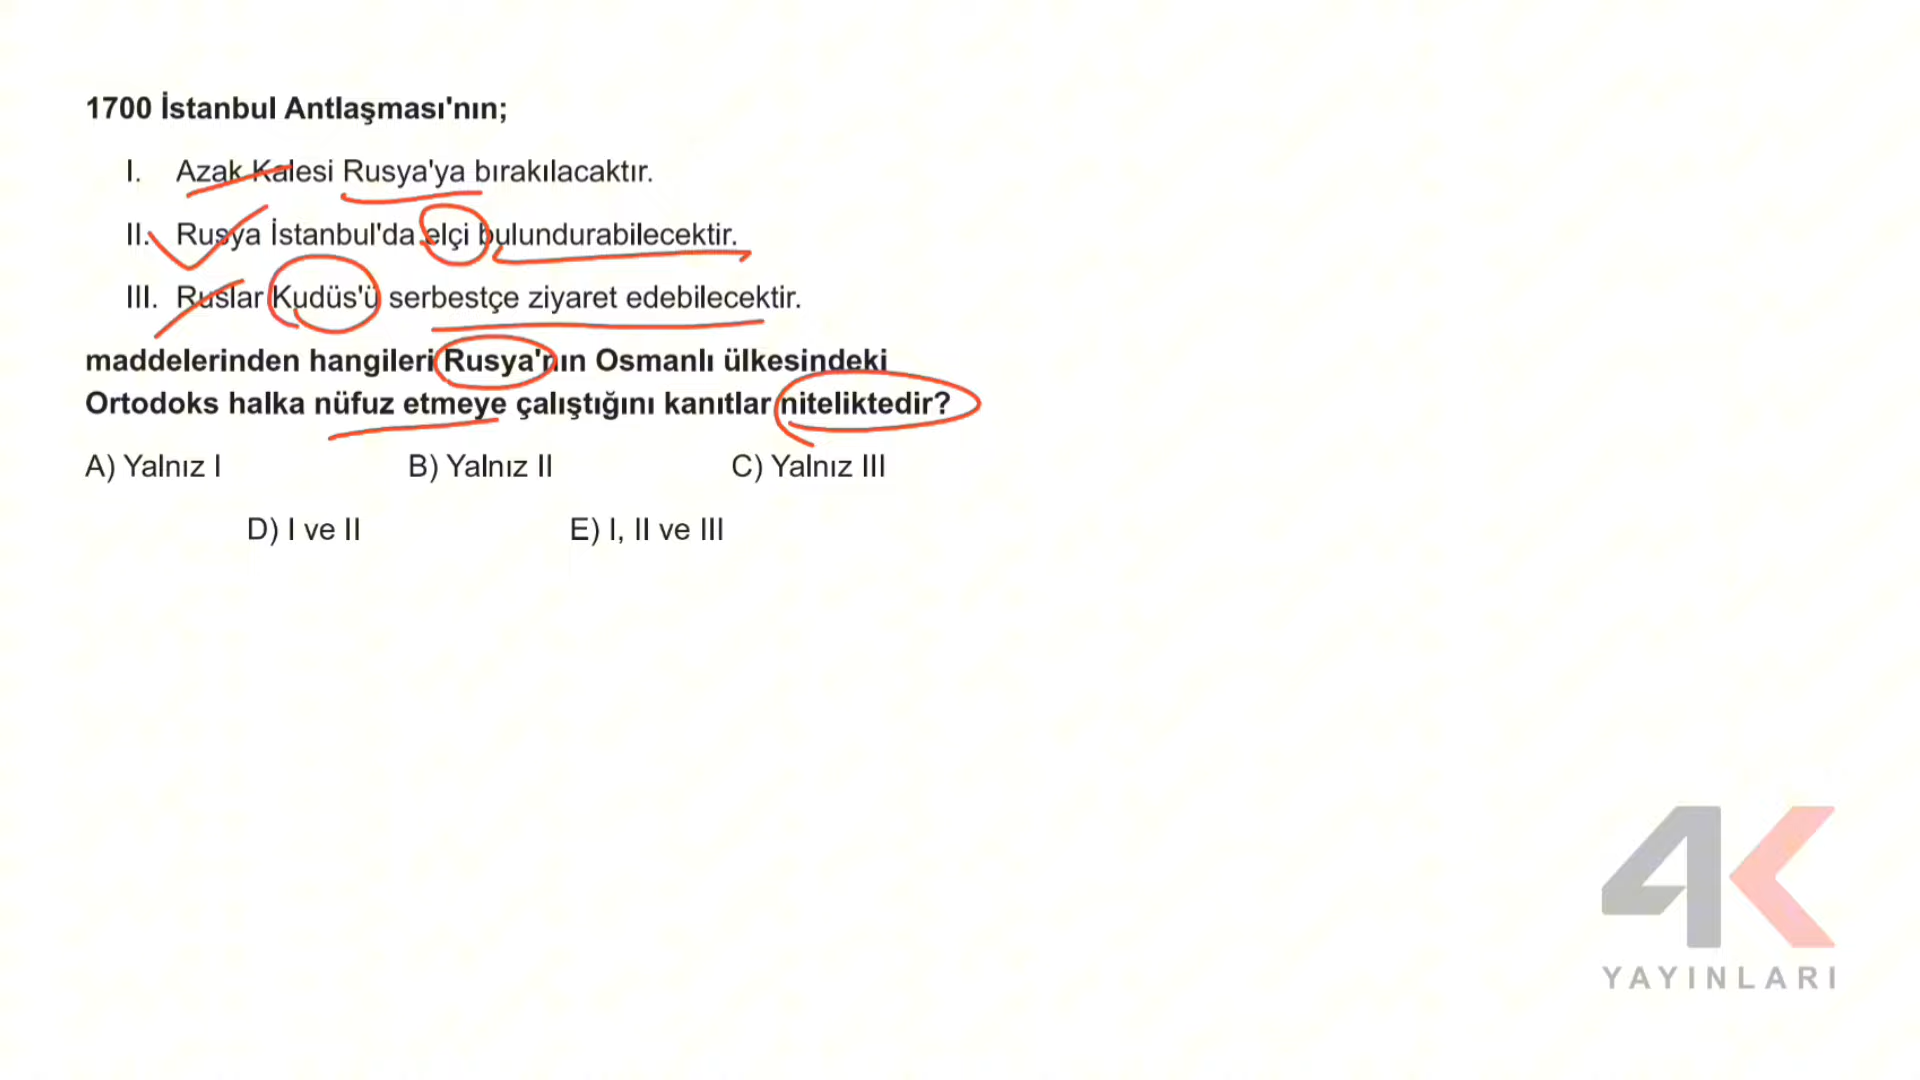 1700 İstanbul Antlaşması'nın;
I. Azak Kalesi Rusya'ya bırakılacaktır.
II. Rusya İstanbul'da elçi bulundurabilecektir.
III. Ruslar Kudüs'ü serbestçe ziyaret edebilecektir.
maddelerinden hangileri Rusya'nın Osmanlı ülkesindeki
Ortodoks halka nüfuz etmeye çalıştığını kanıtlar niteliktedir?
A) Yalnız I B) Yalnız II C) Yalnız III
D) I ve II E) I, II ve III
4K
YAYINLARI